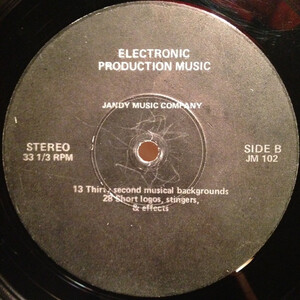 ELECTRONIC
PRODUCTION MUSIC
JANDY MUSIC COMPANY
STEREO
33 1/3 RPM
SIDE B
JM 102
13 Thirty second musical backgrounds
28 Short logos, stingers,
& effects